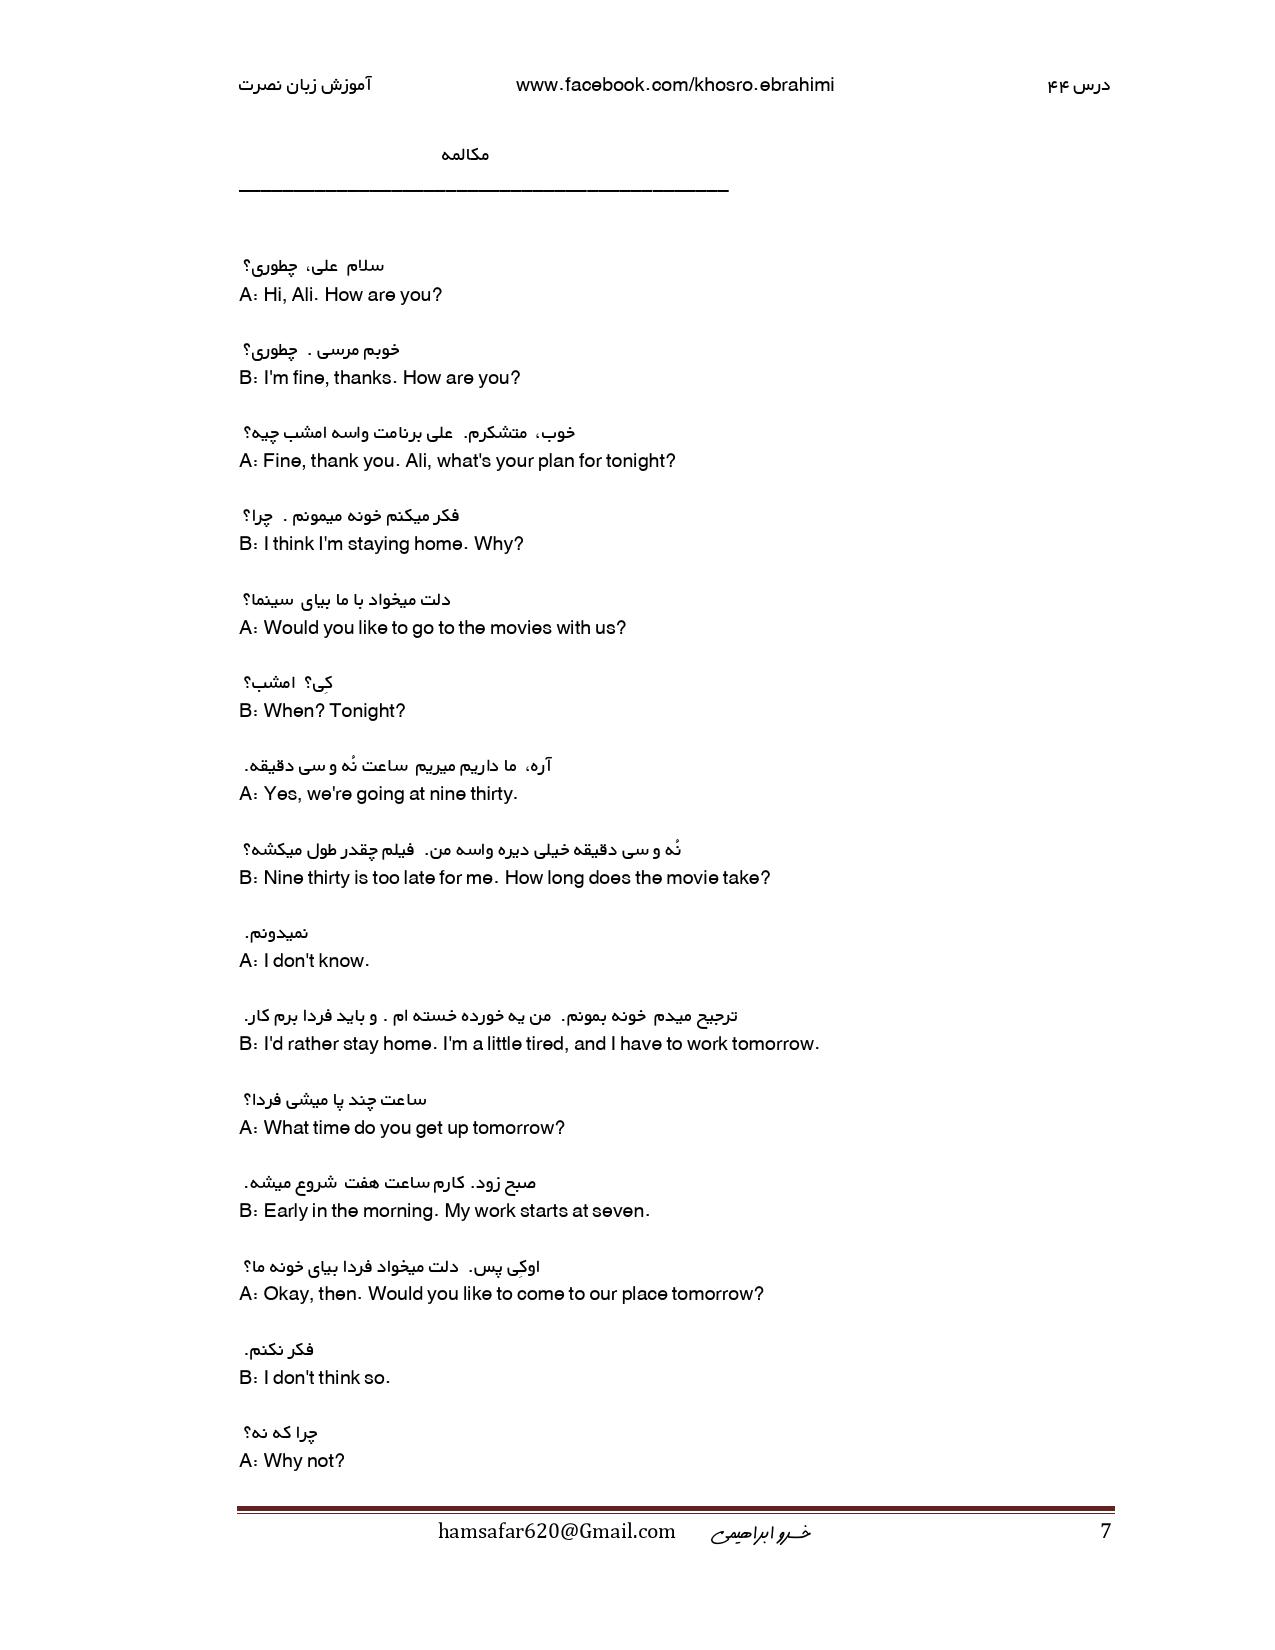 آموزش زبان نصرت www.facebook.com/khosro.ebrahimi درس ۴۴
مکالمه
سلام علی، چطوری؟
A: Hi, Ali. How are you?
خوبم مرسی . چطوری؟
B: I'm fine, thanks. How are you?
خوب، متشکرم. علی برنامت واسه امشب چیه؟
A: Fine, thank you. Ali, what's your plan for tonight?
فکر میکنم خونه میمونم . چرا؟
B: I think I'm staying home. Why?
دلت میخواد با ما بیای سینما؟
A: Would you like to go to the movies with us?
کِی؟ امشب؟
B: When? Tonight?
آره، ما داریم میریم ساعت نُه و سی دقیقه.
A: Yes, we're going at nine thirty.
نُه و سی دقیقه خیلی دیره واسه من. فیلم چقدر طول میکشه؟
B: Nine thirty is too late for me. How long does the movie take?
نمیدونم.
A: I don't know.
ترجیح میدم خونه بمونم. من یه خورده خسته ام . و باید فردا برم کار.
B: I'd rather stay home. I'm a little tired, and I have to work tomorrow.
ساعت چند پا میشی فردا؟
A: What time do you get up tomorrow?
صبح زود. کارم ساعت هفت شروع میشه.
B: Early in the morning. My work starts at seven.
اوکِی پس. دلت میخواد فردا بیای خونه ما؟
A: Okay, then. Would you like to come to our place tomorrow?
فکر نکنم.
B: I don't think so.
چرا که نه؟
A: Why not?
hamsafar620@Gmail.com خسرو ابراهیمی 7